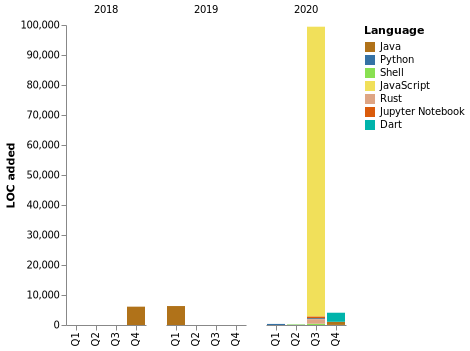 2018 2019 2020
Language
Java
Python
Shell
JavaScript
Rust
Jupyter Notebook
Dart
LOC added
100,000
90,000
80,000
70,000
60,000
50,000
40,000
30,000
20,000
10,000
0
Q1 Q2 Q3 Q4 Q1 Q2 Q3 Q4 Q1 Q2 Q3 Q4